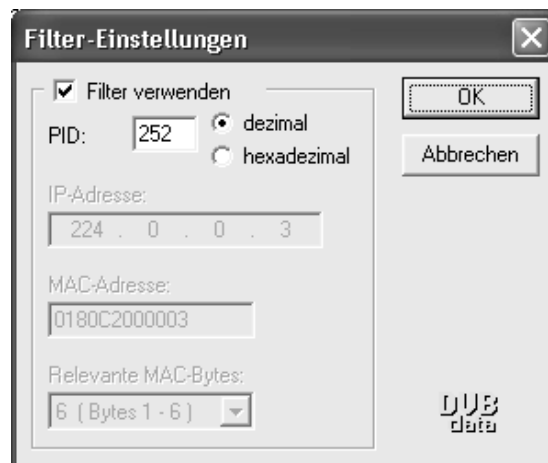 Filter-Einstellungen
Filter verwenden
PID: 252
dezimal
hexadezimal
IP-Adresse:
224 . 0 . 0 . 3
MAC-Adresse:
0180C2000003
Relevante MAC-Bytes:
6 ( Bytes 1 - 6 )
OK
Abbrechen
DVB
data